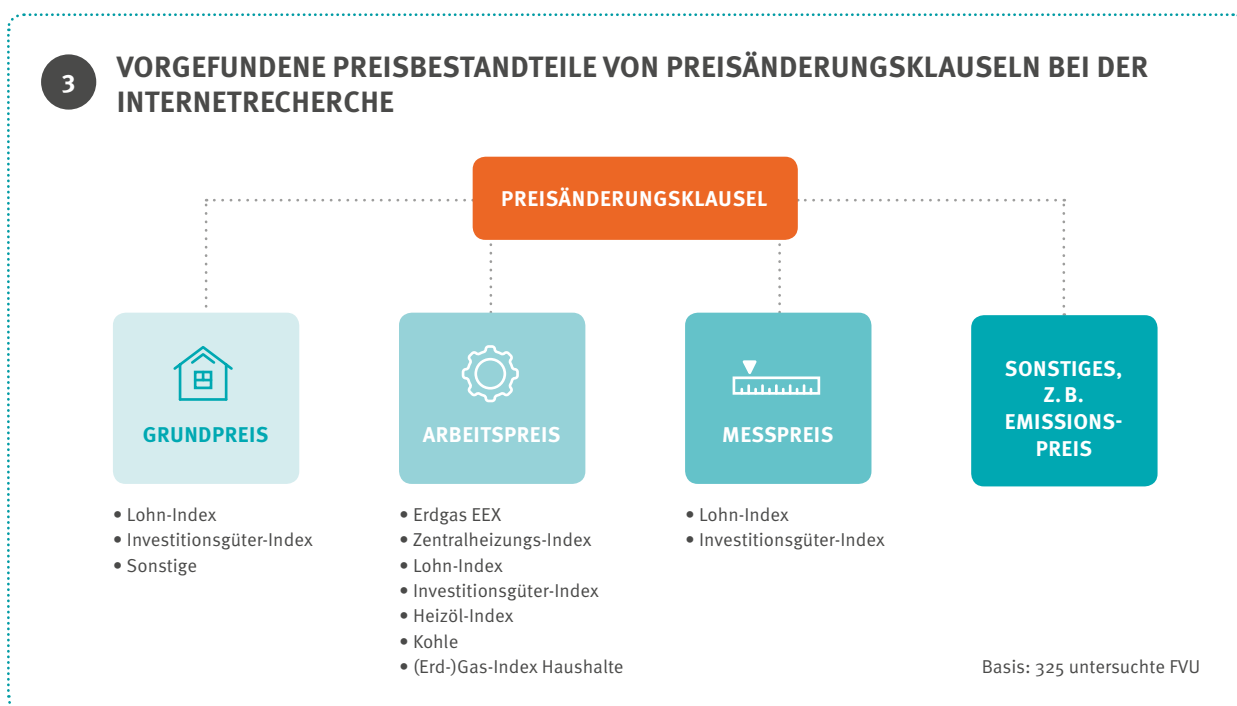 3
VORGEFUNDENE PREISBESTANDTEILE VON PREISÄNDERUNGSKLAUSELN BEI DER
INTERNETRECHERCHE
PREISÄNDERUNGSKLAUSEL
GRUNDPREIS
• Lohn-Index
• Investitionsgüter-Index
• Sonstige
ARBEITSPREIS
• Erdgas EEX
• Zentralheizungs-Index
• Lohn-Index
• Investitionsgüter-Index
• Heizöl-Index
• Kohle
• (Erd-)Gas-Index Haushalte
MESSPREIS
• Lohn-Index
• Investitionsgüter-Index
SONSTIGES,
Z. B.
EMISSIONS-
PREIS
Basis: 325 untersuchte FVU